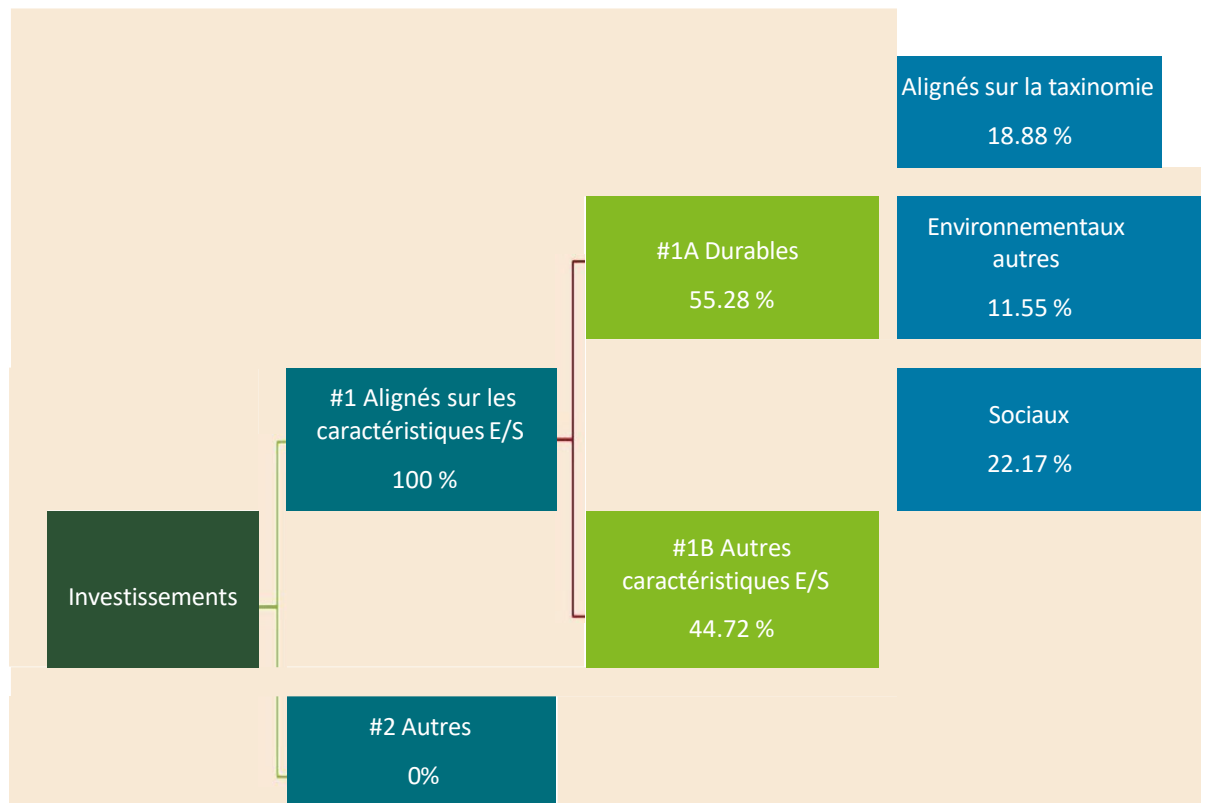 Alignés sur la taxinomie
18.88 %
#1A Durables
55.28 %
Environnementaux
autres
11.55 %
#1 Alignés sur les
caractéristiques E/S
100 %
Sociaux
22.17 %
Investissements
#1B Autres
caractéristiques E/S
44.72 %
#2 Autres
0%